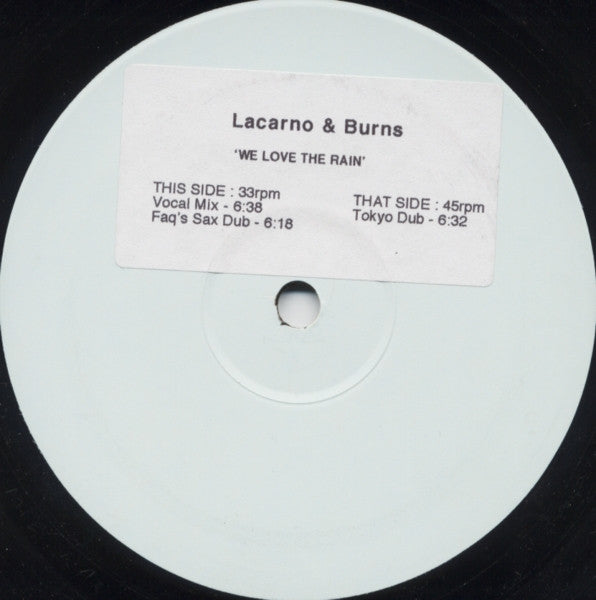 Lacarno & Burns
'WE LOVE THE RAIN'
THIS SIDE : 33rpm
Vocal Mix - 6:38
Faq's Sax Dub - 6:18
THAT SIDE : 45rpm
Tokyo Dub - 6:32